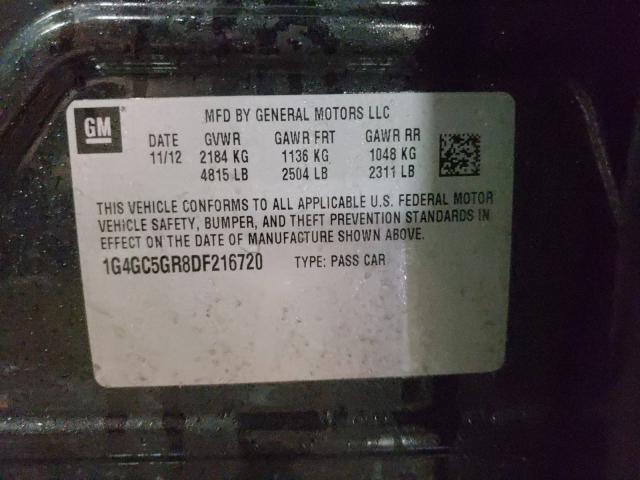 GM
MFD BY GENERAL MOTORS LLC
DATE GVWR GAWR FRT GAWR RR
11/12 2184 KG 1136 KG 1048 KG
4815 LB 2504 LB 2311 LB
THIS VEHICLE CONFORMS TO ALL APPLICABLE U.S. FEDERAL MOTOR
VEHICLE SAFETY, BUMPER, AND THEFT PREVENTION STANDARDS IN
EFFECT ON THE DATE OF MANUFACTURE SHOWN ABOVE.
1G4GC5GR8DF216720 TYPE: PASS CAR